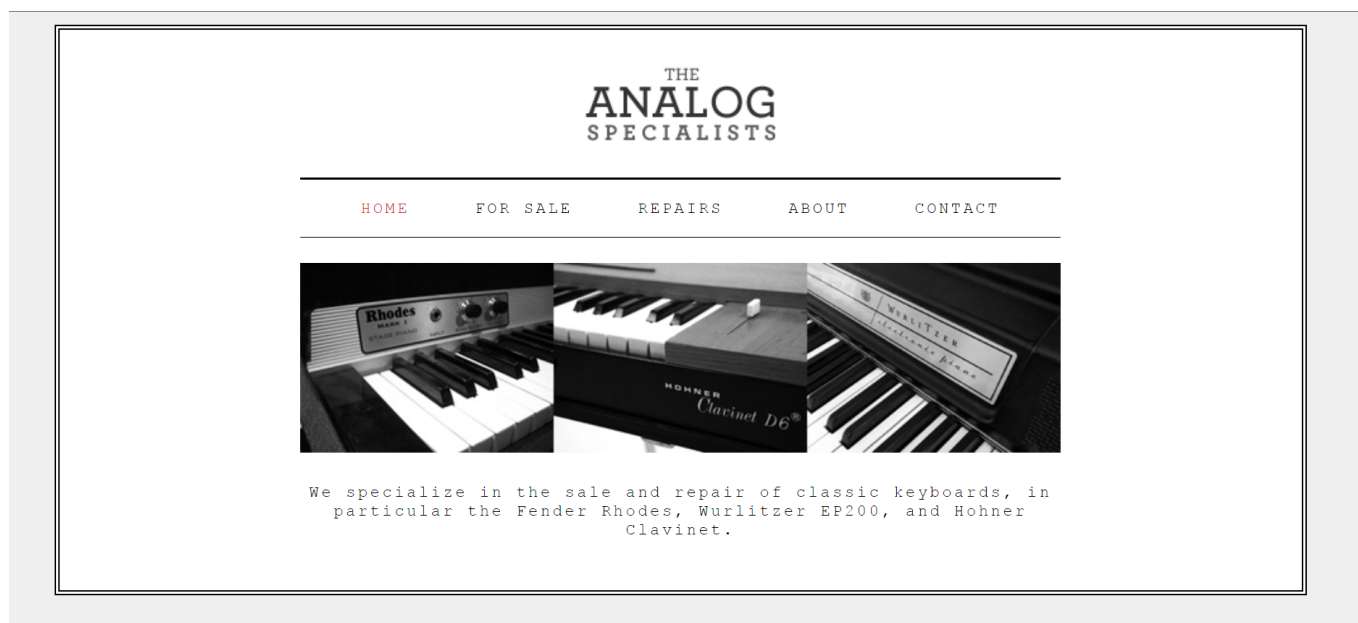 THE
ANALOG
SPECIALISTS
HOME FOR SALE REPAIRS ABOUT CONTACT
Rhodes
MARK I
STAGE PIANO INPUT
HOHNER
Clavinet D6®
WURLITZER
electronic piano
We specialize in the sale and repair of classic keyboards, in
particular the Fender Rhodes, Wurlitzer EP200, and Hohner
Clavinet.